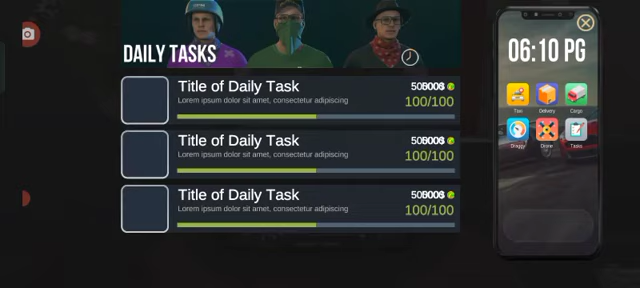 DAILY TASKS
Title of Daily Task
Lorem ipsum dolor sit amet, consectetur adipiscing
100/100
Title of Daily Task
Lorem ipsum dolor sit amet, consectetur adipiscing
100/100
Title of Daily Task
Lorem ipsum dolor sit amet, consectetur adipiscing
100/100
06:10 PG
Taxi Delivery Cargo
Draggy Drone Tasks